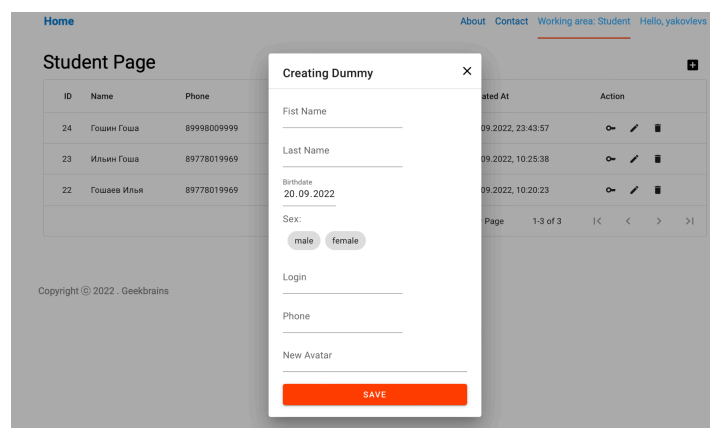 Home About Contact Working area: Student Hello, yakovlevs
Student Page
Creating Dummy
ID Name Phone ated At Action
24 Гошин Гоша 89998009999 09.2022, 23:43:57
23 Ильин Гоша 89778019969 09.2022, 10:25:38
22 Гошаев Илья 89778019969 09.2022, 10:20:23
Page 1-3 of 3
Fist Name
Last Name
Birthdate
20.09.2022
Sex:
male female
Login
Phone
New Avatar
SAVE
Copyright © 2022 . Geekbrains